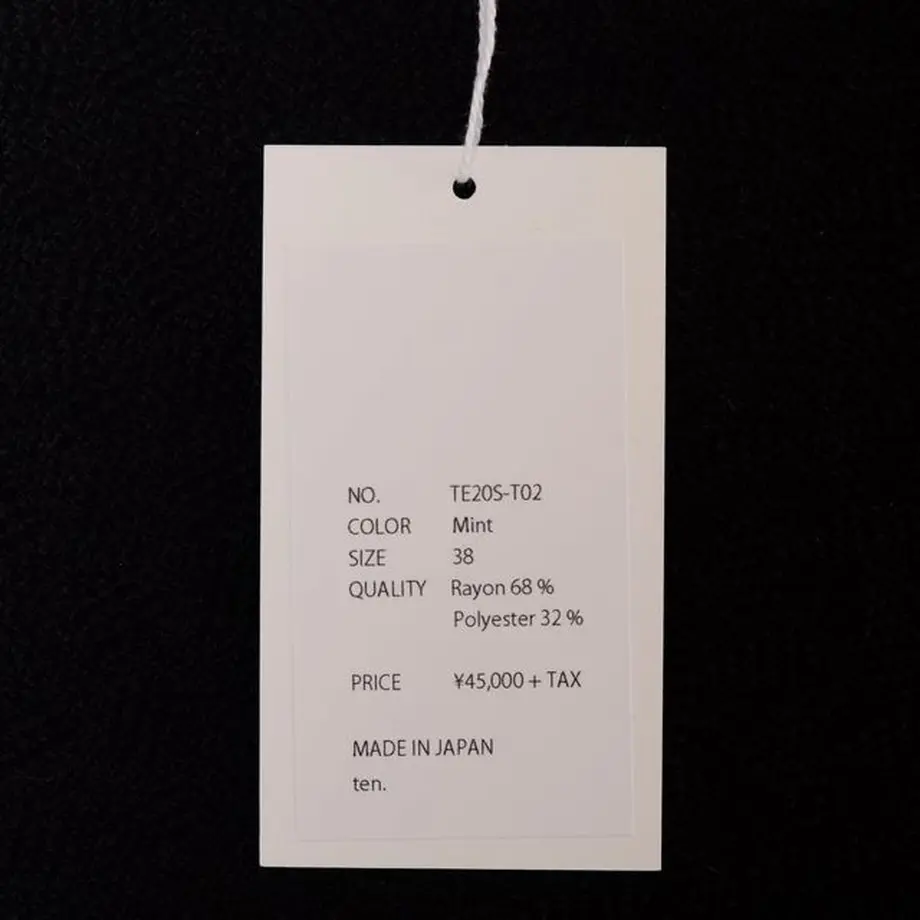 NO. TE20S-T02
COLOR Mint
SIZE 38
QUALITY Rayon 68 %
Polyester 32 %
PRICE ¥45,000 + TAX
MADE IN JAPAN
ten.